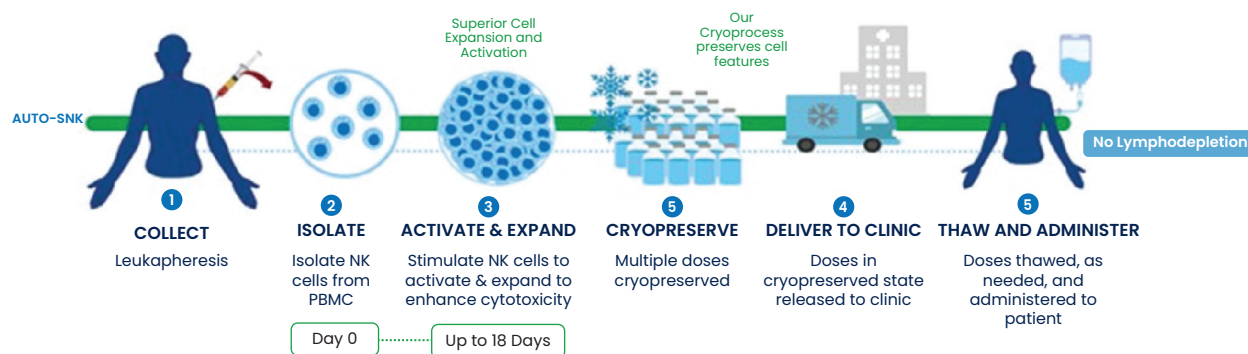 Superior Cell
Expansion and
Activation
Our
Cryoprocess
preserves cell
features
AUTO-SNK
No Lymphodepletion
1
COLLECT
Leukapheresis
2
ISOLATE
Isolate NK
cells from
PBMC
3
ACTIVATE & EXPAND
Stimulate NK cells to
activate & expand to
enhance cytotoxicity
5
CRYOPRESERVE
Multiple doses
cryopreserved
4
DELIVER TO CLINIC
Doses in
cryopreserved state
released to clinic
5
THAW AND ADMINISTER
Doses thawed, as
needed, and
administered to
patient
Day 0
Up to 18 Days